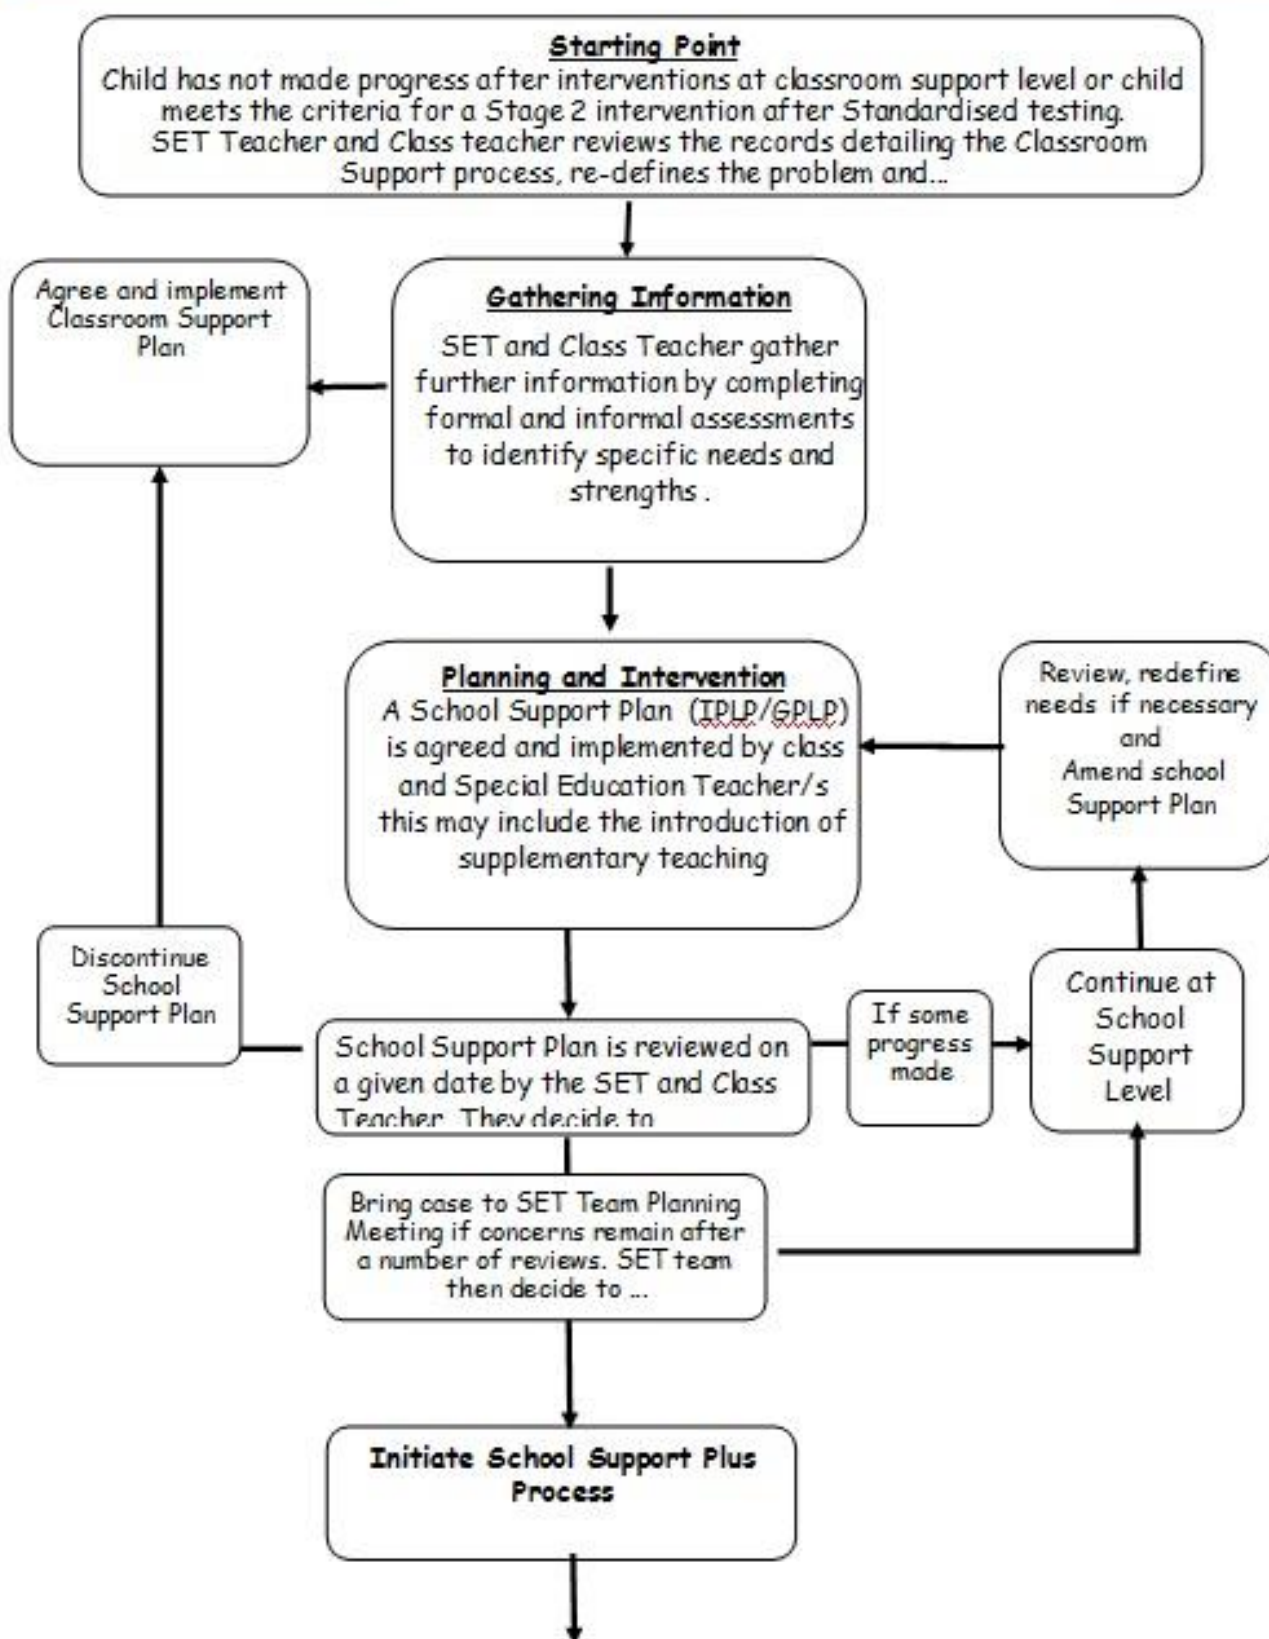 Starting Point
Child has not made progress after interventions at classroom support level or child
meets the criteria for a Stage 2 intervention after Standardised testing.
SET Teacher and Class teacher reviews the records detailing the Classroom
Support process, re-defines the problem and...
Agree and implement
Classroom Support
Plan
Gathering Information
SET and Class Teacher gather
further information by completing
formal and informal assessments
to identify specific needs and
strengths .
Planning and Intervention
A School Support Plan (IPLP/GPLP)
is agreed and implemented by class
and Special Education Teacher/s
this may include the introduction of
supplementary teaching
Review, redefine
needs if necessary
and
Amend school
Support Plan
Discontinue
School
Support Plan
School Support Plan is reviewed on
a given date by the SET and Class
Teacher. They decide to
If some
progress
made
Continue at
School
Support
Level
Bring case to SET Team Planning
Meeting if concerns remain after
a number of reviews. SET team
then decide to ...
Initiate School Support Plus
Process